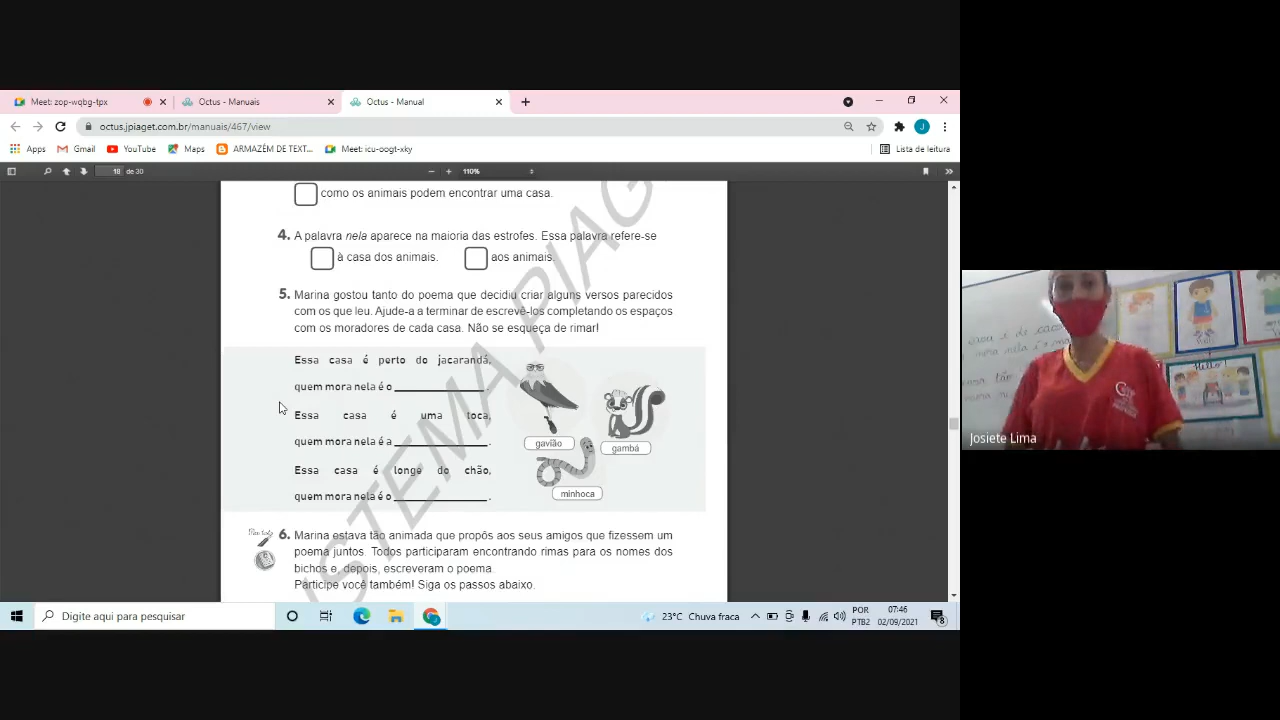 Meet: zop-wqbg-tpx
Octus - Manuais
Octus - Manual
octus.jpiaget.com.br/manuais/467/view
Apps
Gmail
YouTube
Maps
ARMAZÉM DE TEXT...
Meet: icu-oogt-xky
Lista de leitura
18 de 30
110%
como os animais podem encontrar uma casa.
4. A palavra nela aparece na maioria das estrofes. Essa palavra refere-se
à casa dos animais. aos animais.
5. Marina gostou tanto do poema que decidiu criar alguns versos parecidos
com os que leu. Ajude-a a terminar de escrevê-los completando os espaços
com os moradores de cada casa. Não se esqueça de rimar!
Essa casa é perto do jacarandá,
quem mora nela é o
Essa casa é uma toca,
quem mora nela é a .
Essa casa é longe do chão,
quem mora nela é o .
gavião
gambá
minhoca
6. Marina estava tão animada que propôs aos seus amigos que fizessem um
poema juntos. Todos participaram encontrando rimas para os nomes dos
bichos e, depois, escreveram o poema.
Participe você também! Siga os passos abaixo.
STEMA PIAG
Hello!
Josiete Lima
Digite aqui para pesquisar
23°C Chuva fraca
POR
PTB2
07:46
02/09/2021
8